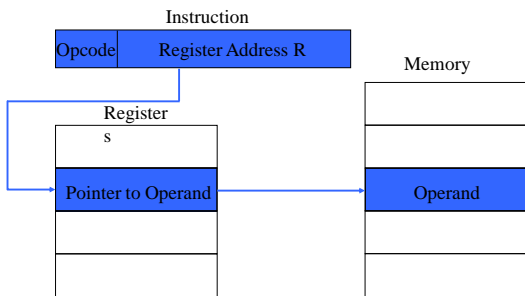 Instruction
Opcode Register Address R
Memory
Register
s
Pointer to Operand Operand